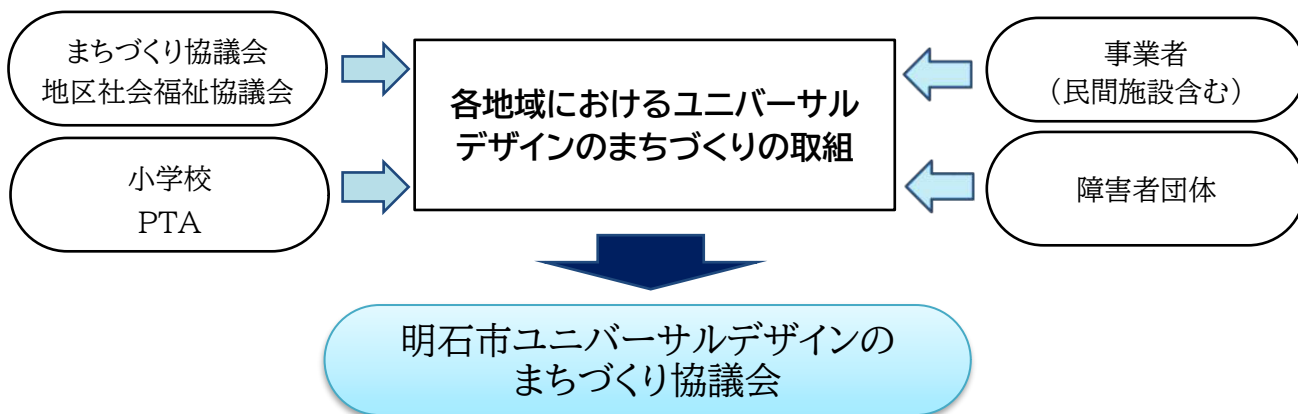 まちづくり協議会
地区社会福祉協議会
小学校
PTA
各地域におけるユニバーサル
デザインのまちづくりの取組
事業者
（民間施設含む）
障害者団体
明石市ユニバーサルデザインの
まちづくり協議会